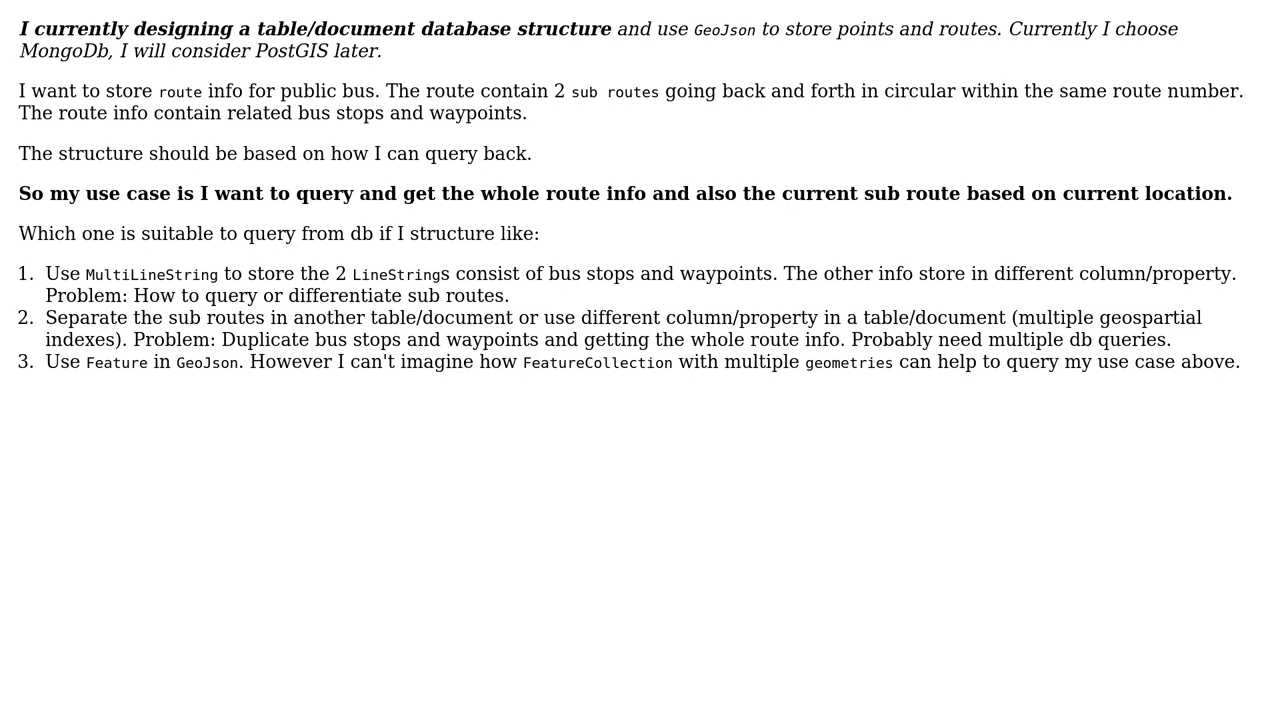 I currently designing a table/document database structure and use GeoJson to store points and routes. Currently I choose
MongoDb, I will consider PostGIS later.
I want to store route info for public bus. The route contain 2 sub routes going back and forth in circular within the same route number.
The route info contain related bus stops and waypoints.
The structure should be based on how I can query back.
So my use case is I want to query and get the whole route info and also the current sub route based on current location.
Which one is suitable to query from db if I structure like:
1. Use MultiLineString to store the 2 LineStrings consist of bus stops and waypoints. The other info store in different column/property.
Problem: How to query or differentiate sub routes.
2. Separate the sub routes in another table/document or use different column/property in a table/document (multiple geospartial
indexes). Problem: Duplicate bus stops and waypoints and getting the whole route info. Probably need multiple db queries.
3. Use Feature in GeoJson. However I can't imagine how FeatureCollection with multiple geometries can help to query my use case above.